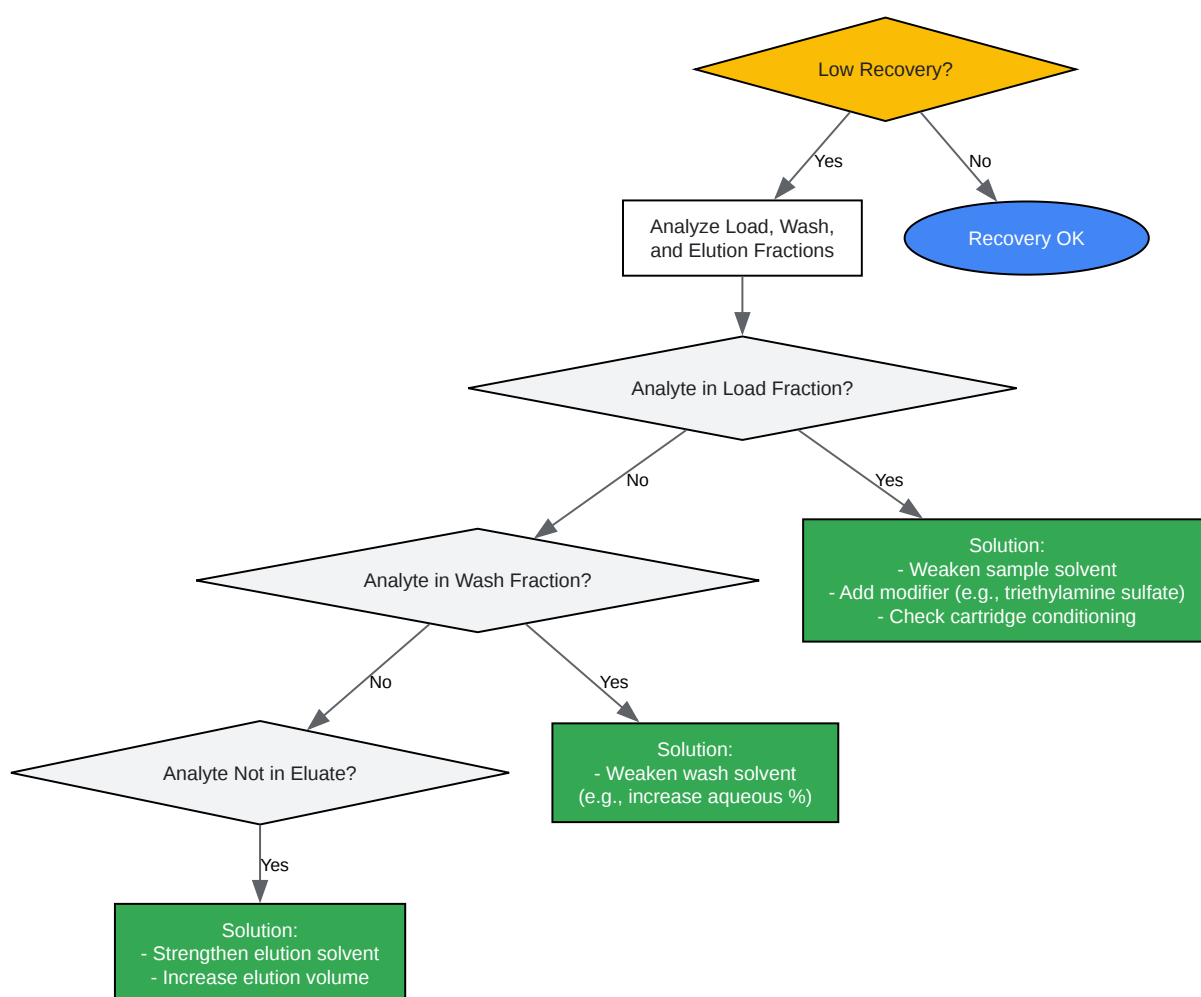 Low Recovery?
Yes
No
Analyze Load, Wash,
and Elution Fractions
Recovery OK
Analyte in Load Fraction?
No
Yes
Analyte in Wash Fraction?
Solution:
- Weaken sample solvent
- Add modifier (e.g., triethylamine sulfate)
- Check cartridge conditioning
No
Yes
Analyte Not in Eluate?
Solution:
- Weaken wash solvent
(e.g., increase aqueous %)
Yes
Solution:
- Strengthen elution solvent
- Increase elution volume